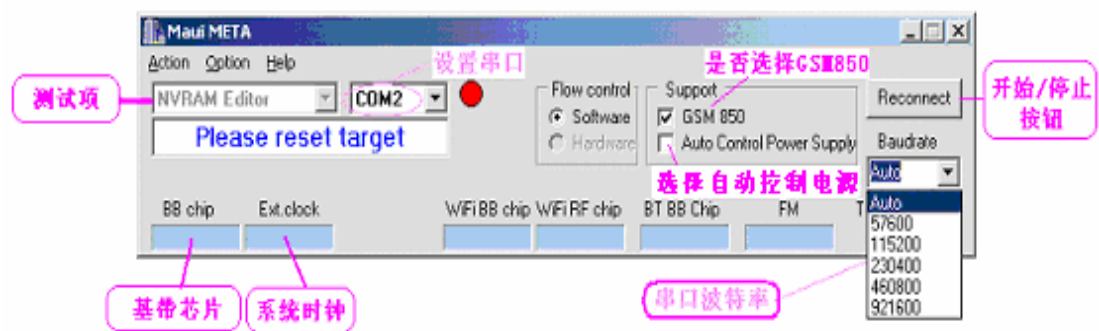 Maui META
Action Option Help
设置串口
是否选择GSM850
测试项
NVRAM Editor
COM2
Flow control
Support
Reconnect
开始/停止
按钮
Software
GSM 850
Please reset target
Hardware
Auto Control Power Supply
Baudrate
选择自动控制电源
Auto
BB chip
Ext.clock
WiFi BB chip
WiFi RF chip
BT BB Chip
FM
T
Auto
57600
115200
230400
460800
921600
串口波特率
基带芯片
系统时钟